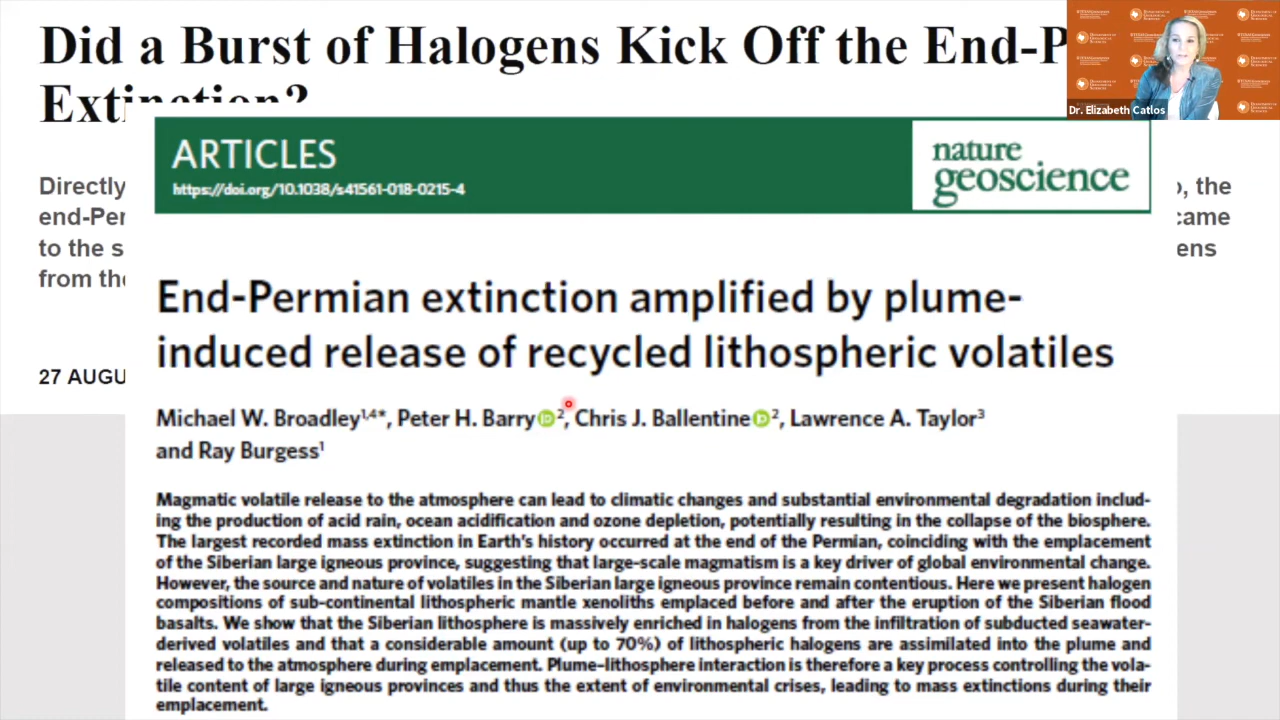 Did a Burst of Halogens Kick Off the End-P
Extinction?
Dr. Elizabeth Catlos
ARTICLES
https://doi.org/10.1038/s41561-018-0215-4
nature
geoscience
Directly
, the
end-Per
came
to the s
ens
from the
End-Permian extinction amplified by plume-
induced release of recycled lithospheric volatiles
27 AUGU
Michael W. Broadley1,4*, Peter H. Barry iD 2, Chris J. Ballentine iD 2, Lawrence A. Taylor3
and Ray Burgess1
Magmatic volatile release to the atmosphere can lead to climatic changes and substantial environmental degradation includ-
ing the production of acid rain, ocean acidification and ozone depletion, potentially resulting in the collapse of the biosphere.
The largest recorded mass extinction in Earth's history occurred at the end of the Permian, coinciding with the emplacement
of the Siberian large igneous province, suggesting that large-scale magmatism is a key driver of global environmental change.
However, the source and nature of volatiles in the Siberian large igneous province remain contentious. Here we present halogen
compositions of sub-continental lithospheric mantle xenoliths emplaced before and after the eruption of the Siberian flood
basalts. We show that the Siberian lithosphere is massively enriched in halogens from the infiltration of subducted seawater-
derived volatiles and that a considerable amount (up to 70%) of lithospheric halogens are assimilated into the plume and
released to the atmosphere during emplacement. Plume–lithosphere interaction is therefore a key process controlling the vola-
tile content of large igneous provinces and thus the extent of environmental crises, leading to mass extinctions during their
emplacement.